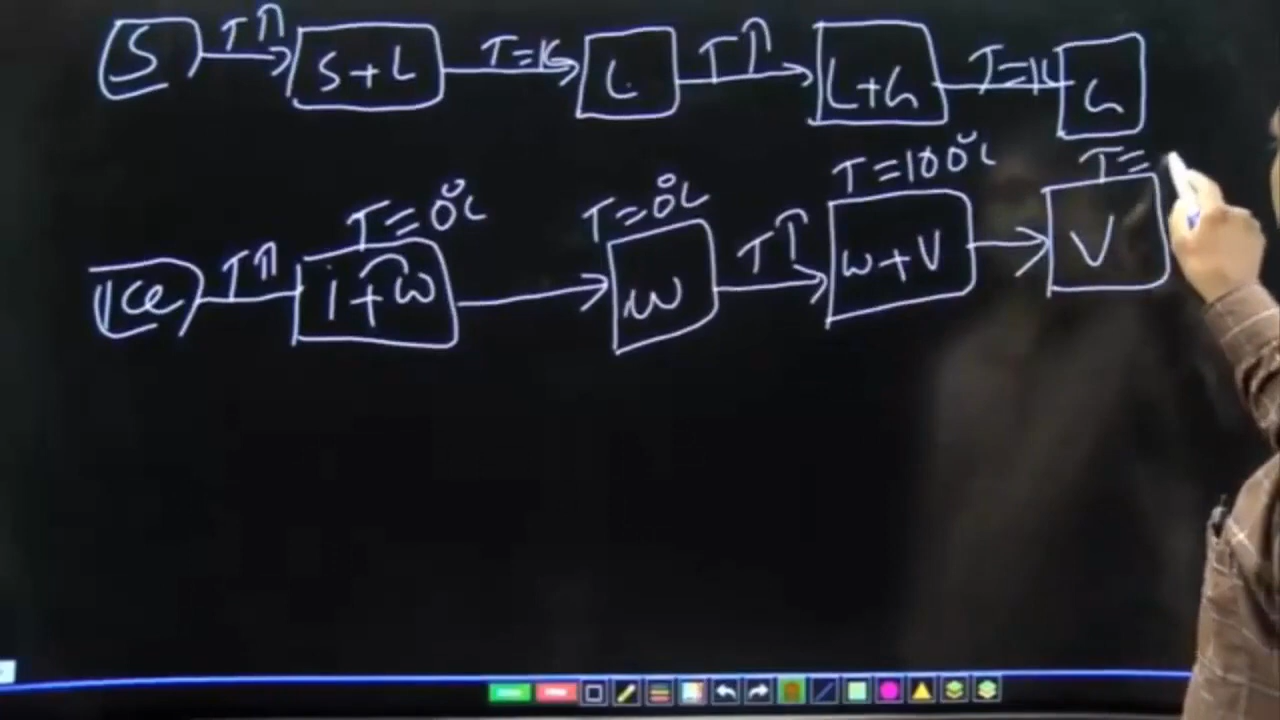 S T↑ S+L T=K L T↑ L+G T=K G
T=0°C T=0°C T=100°C T=
Ice T↑ i+w w T↑ w+V V